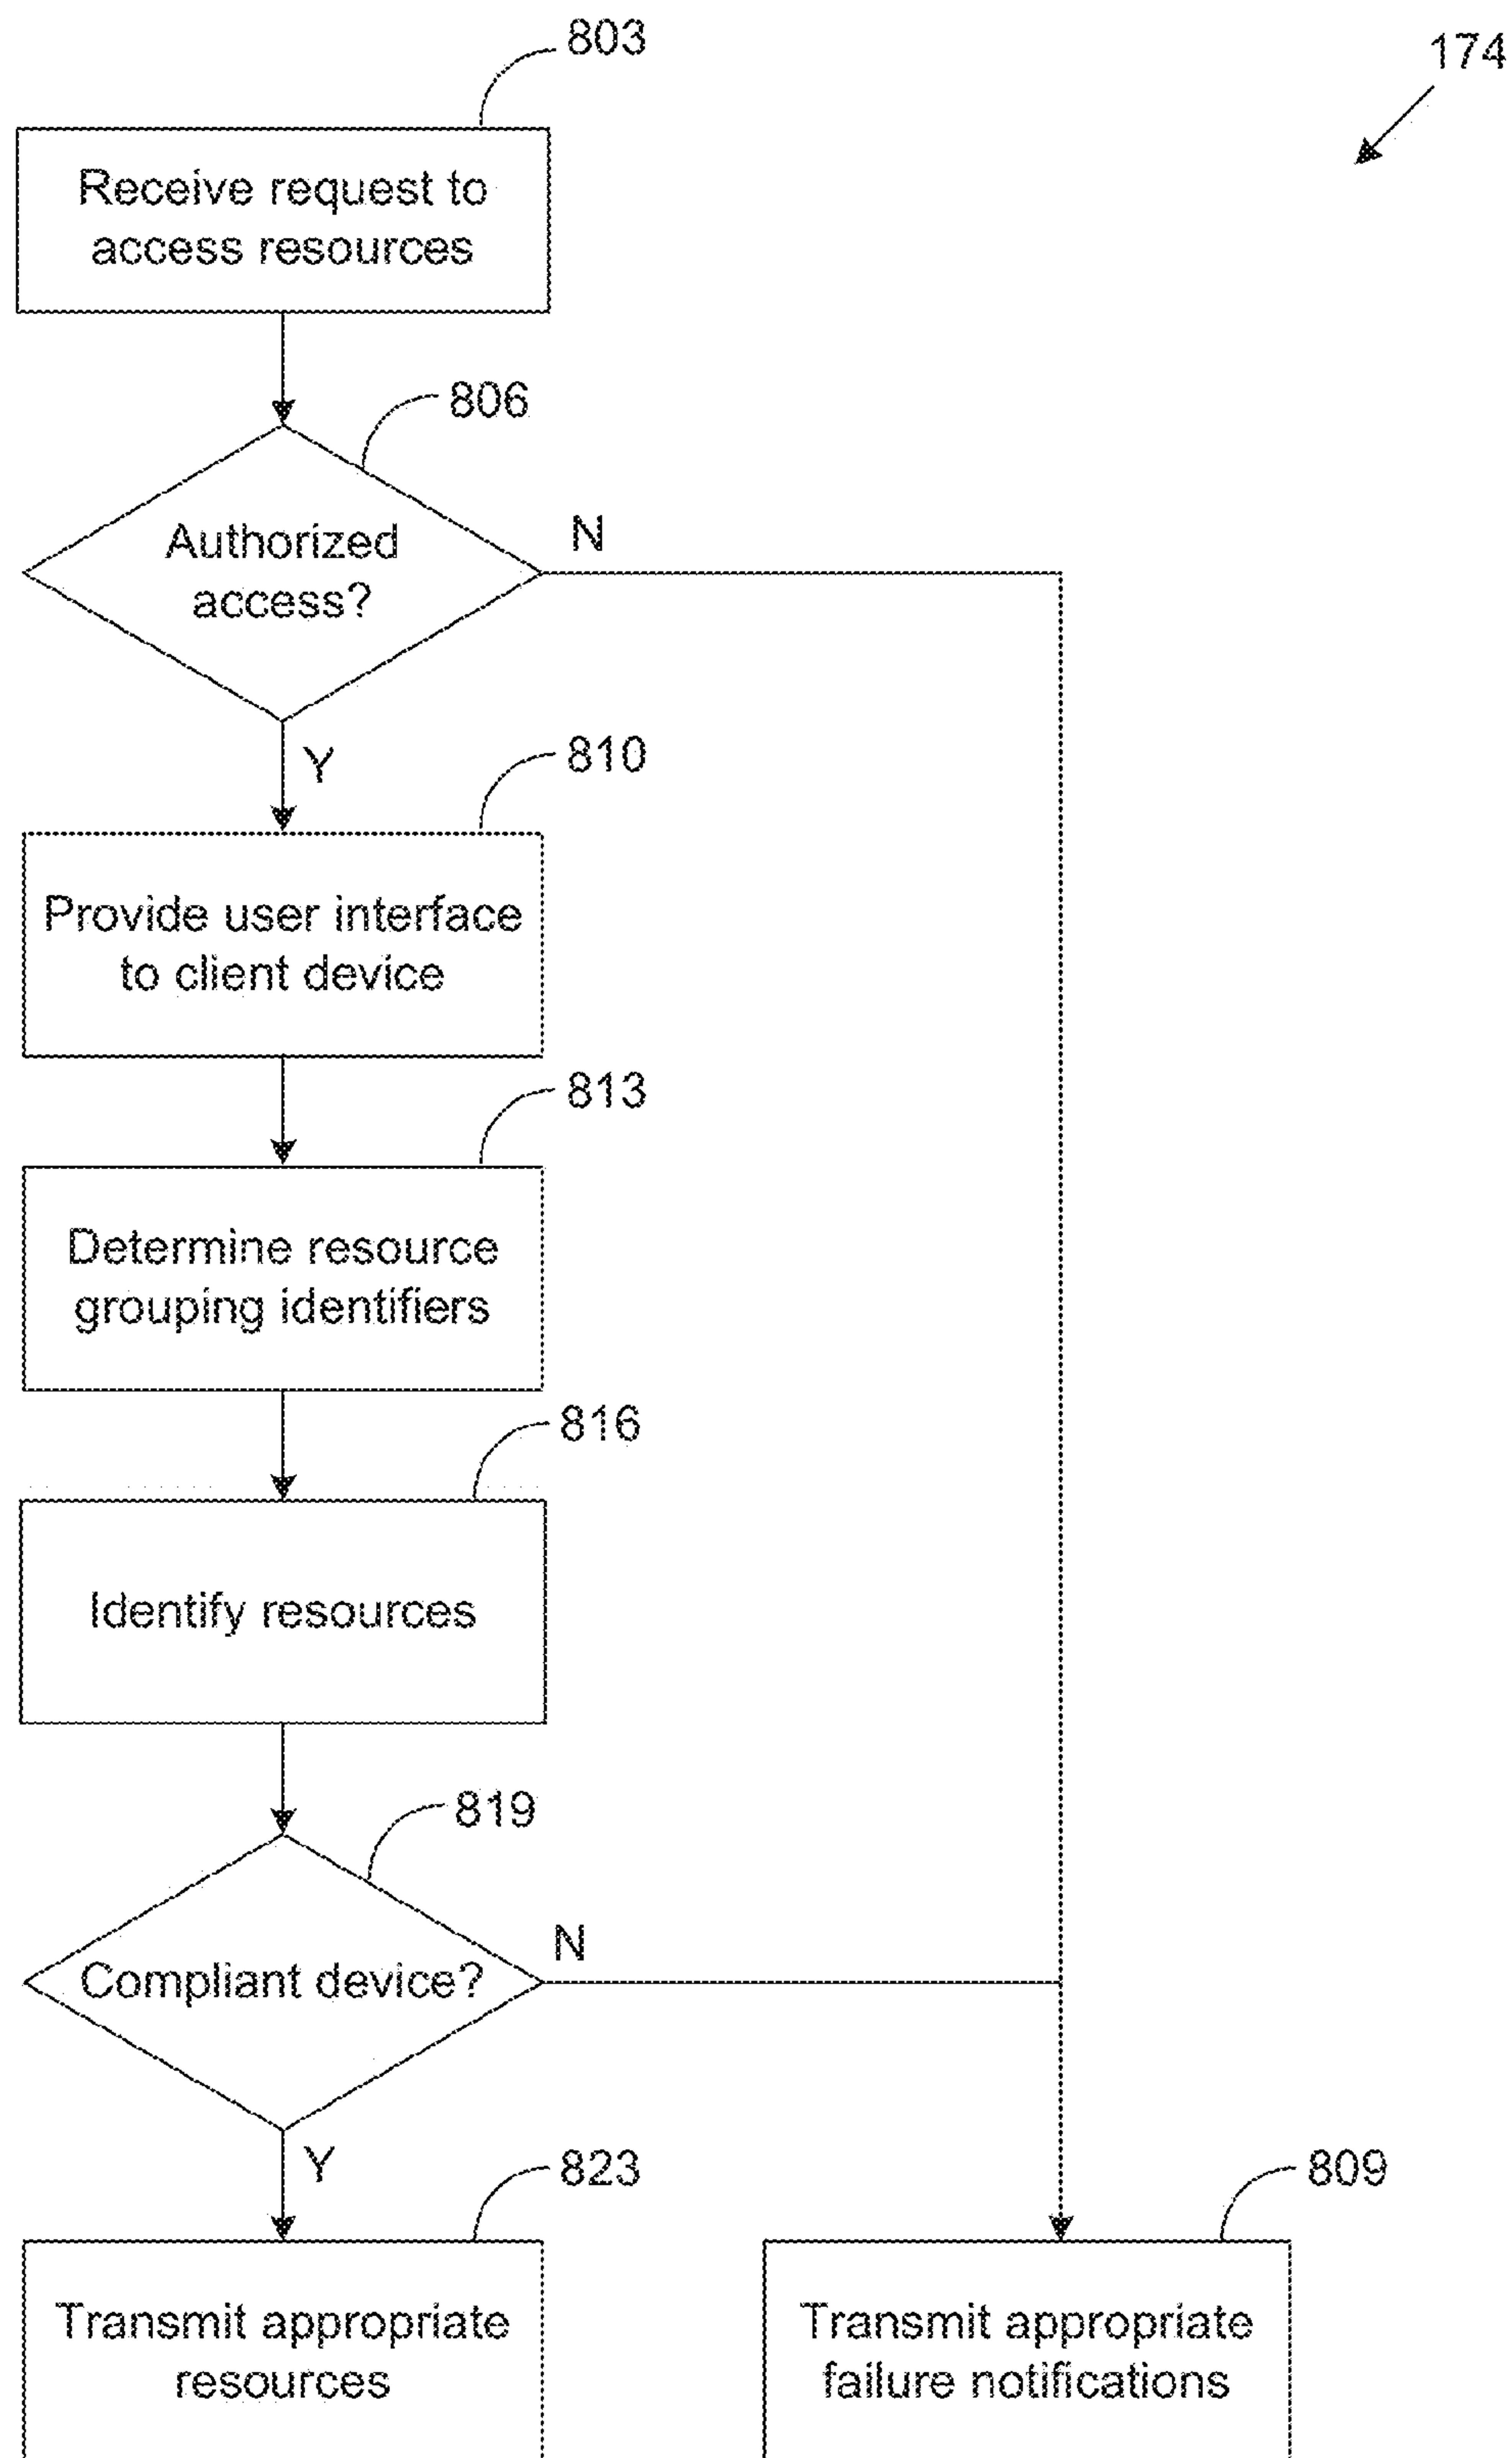 803
174
Receive request to
access resources
806
Authorized
access?
N
Y
810
Provide user interface
to client device
813
Determine resource
grouping identifiers
816
Identify resources
819
Compliant device?
N
Y
823
809
Transmit appropriate
resources
Transmit appropriate
failure notifications